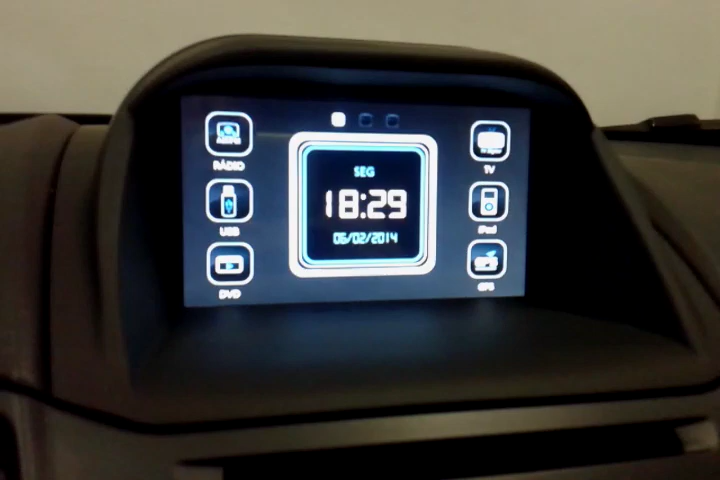 RÁDIO
USB
DVD
SEG
18:29
06/02/2014
TV
iPod
GPS